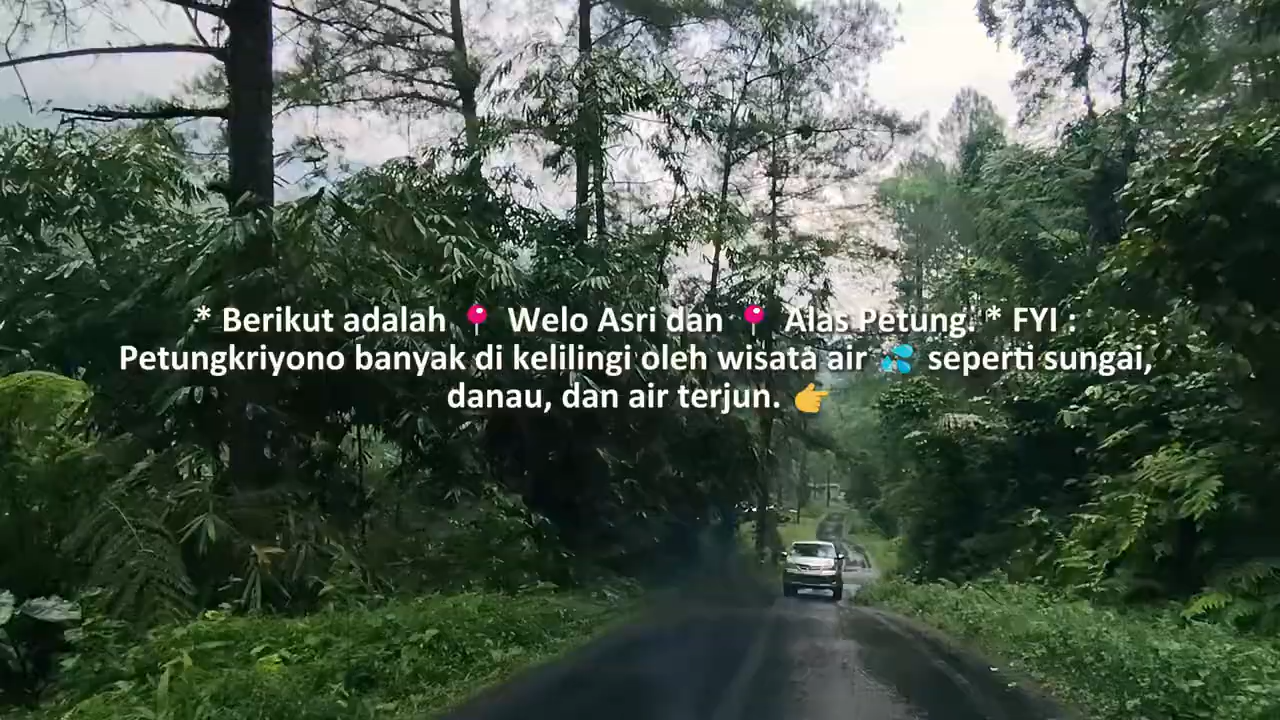 * Berikut adalah 📍 Welo Asri dan 📍 Alas Petung. * FYI :
Petungkriyono banyak di kelilingi oleh wisata air 💦 seperti sungai,
danau, dan air terjun. 👉